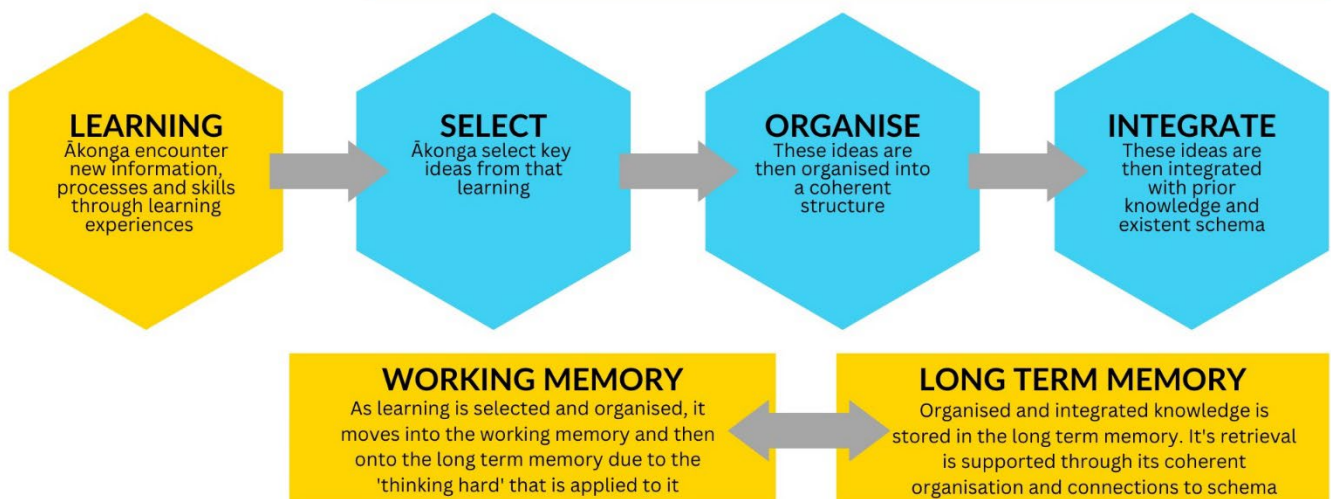 LEARNING
Ākonga encounter
new information,
processes and skills
through learning
experiences
SELECT
Ākonga select key
ideas from that
learning
ORGANISE
These ideas are
then organised into
a coherent
structure
INTEGRATE
These ideas are
then integrated
with prior
knowledge and
existent schema
WORKING MEMORY
As learning is selected and organised, it
moves into the working memory and then
onto the long term memory due to the
'thinking hard' that is applied to it
LONG TERM MEMORY
Organised and integrated knowledge is
stored in the long term memory. It's retrieval
is supported through its coherent
organisation and connections to schema